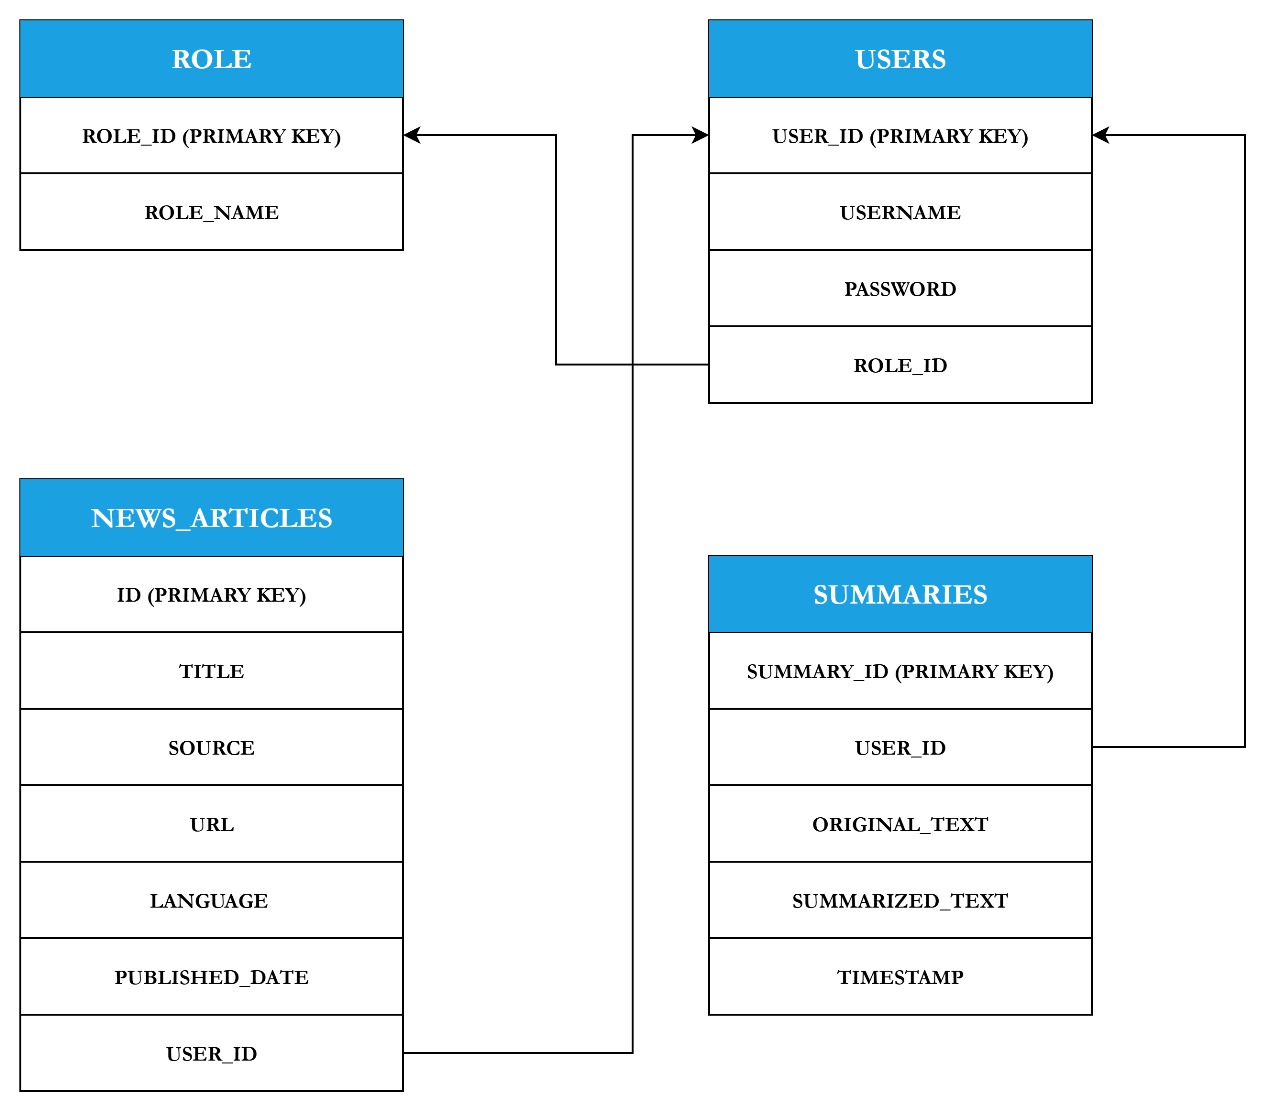 ROLE
ROLE_ID (PRIMARY KEY)
ROLE_NAME
USERS
USER_ID (PRIMARY KEY)
USERNAME
PASSWORD
ROLE_ID
NEWS_ARTICLES
ID (PRIMARY KEY)
TITLE
SOURCE
URL
LANGUAGE
PUBLISHED_DATE
USER_ID
SUMMARIES
SUMMARY_ID (PRIMARY KEY)
USER_ID
ORIGINAL_TEXT
SUMMARIZED_TEXT
TIMESTAMP